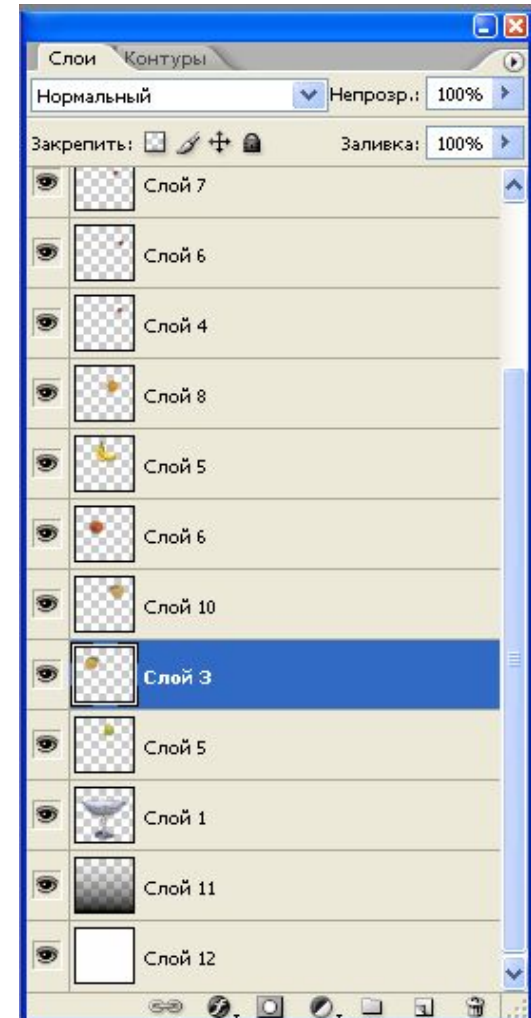 Слои Контуры
Нормальный Непрозр.: 100%
Закрепить: Заливка: 100%
Слой 7
Слой 6
Слой 4
Слой 8
Слой 5
Слой 6
Слой 10
Слой 3
Слой 5
Слой 1
Слой 11
Слой 12